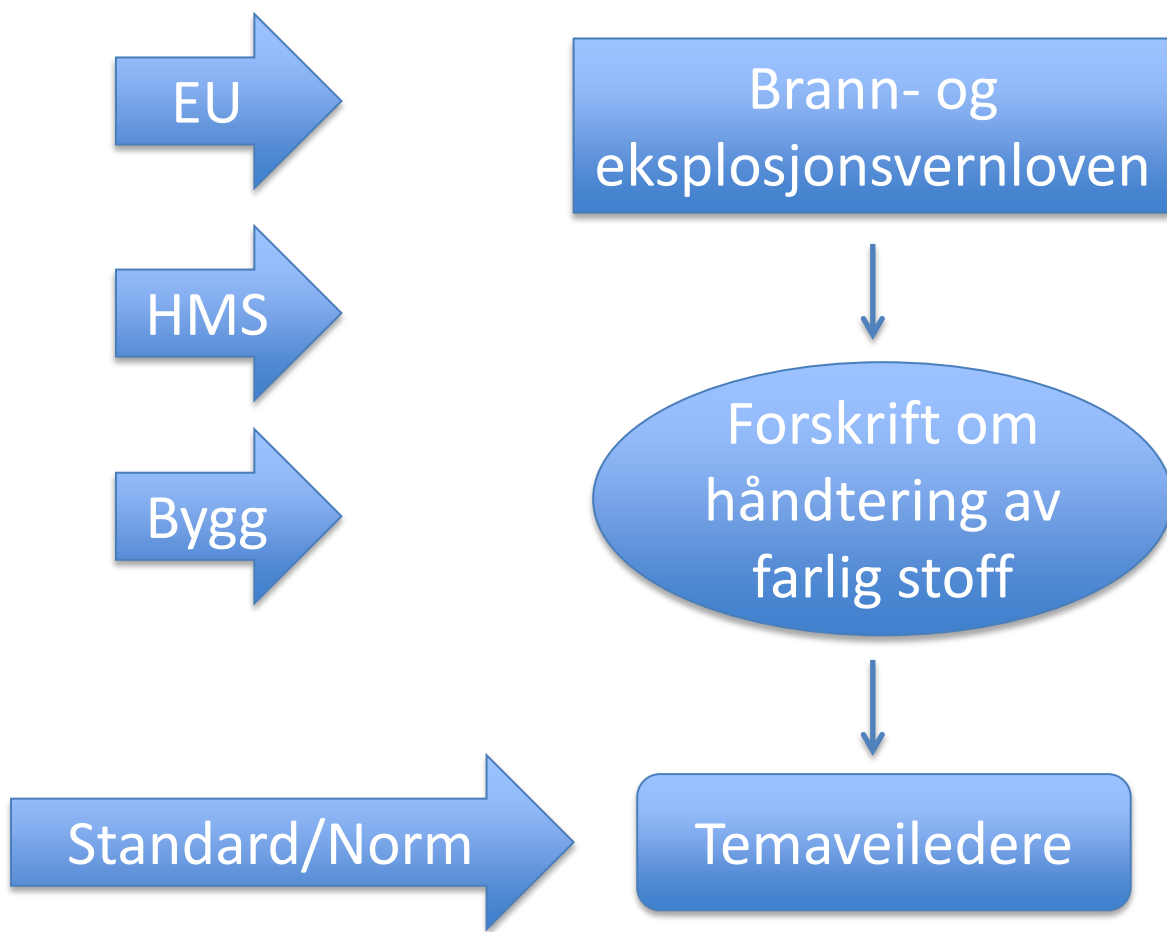 EU
Brann- og
eksplosjonsvernloven
HMS
Forskrift om
håndtering av
farlig stoff
Bygg
Standard/Norm
Temaveiledere